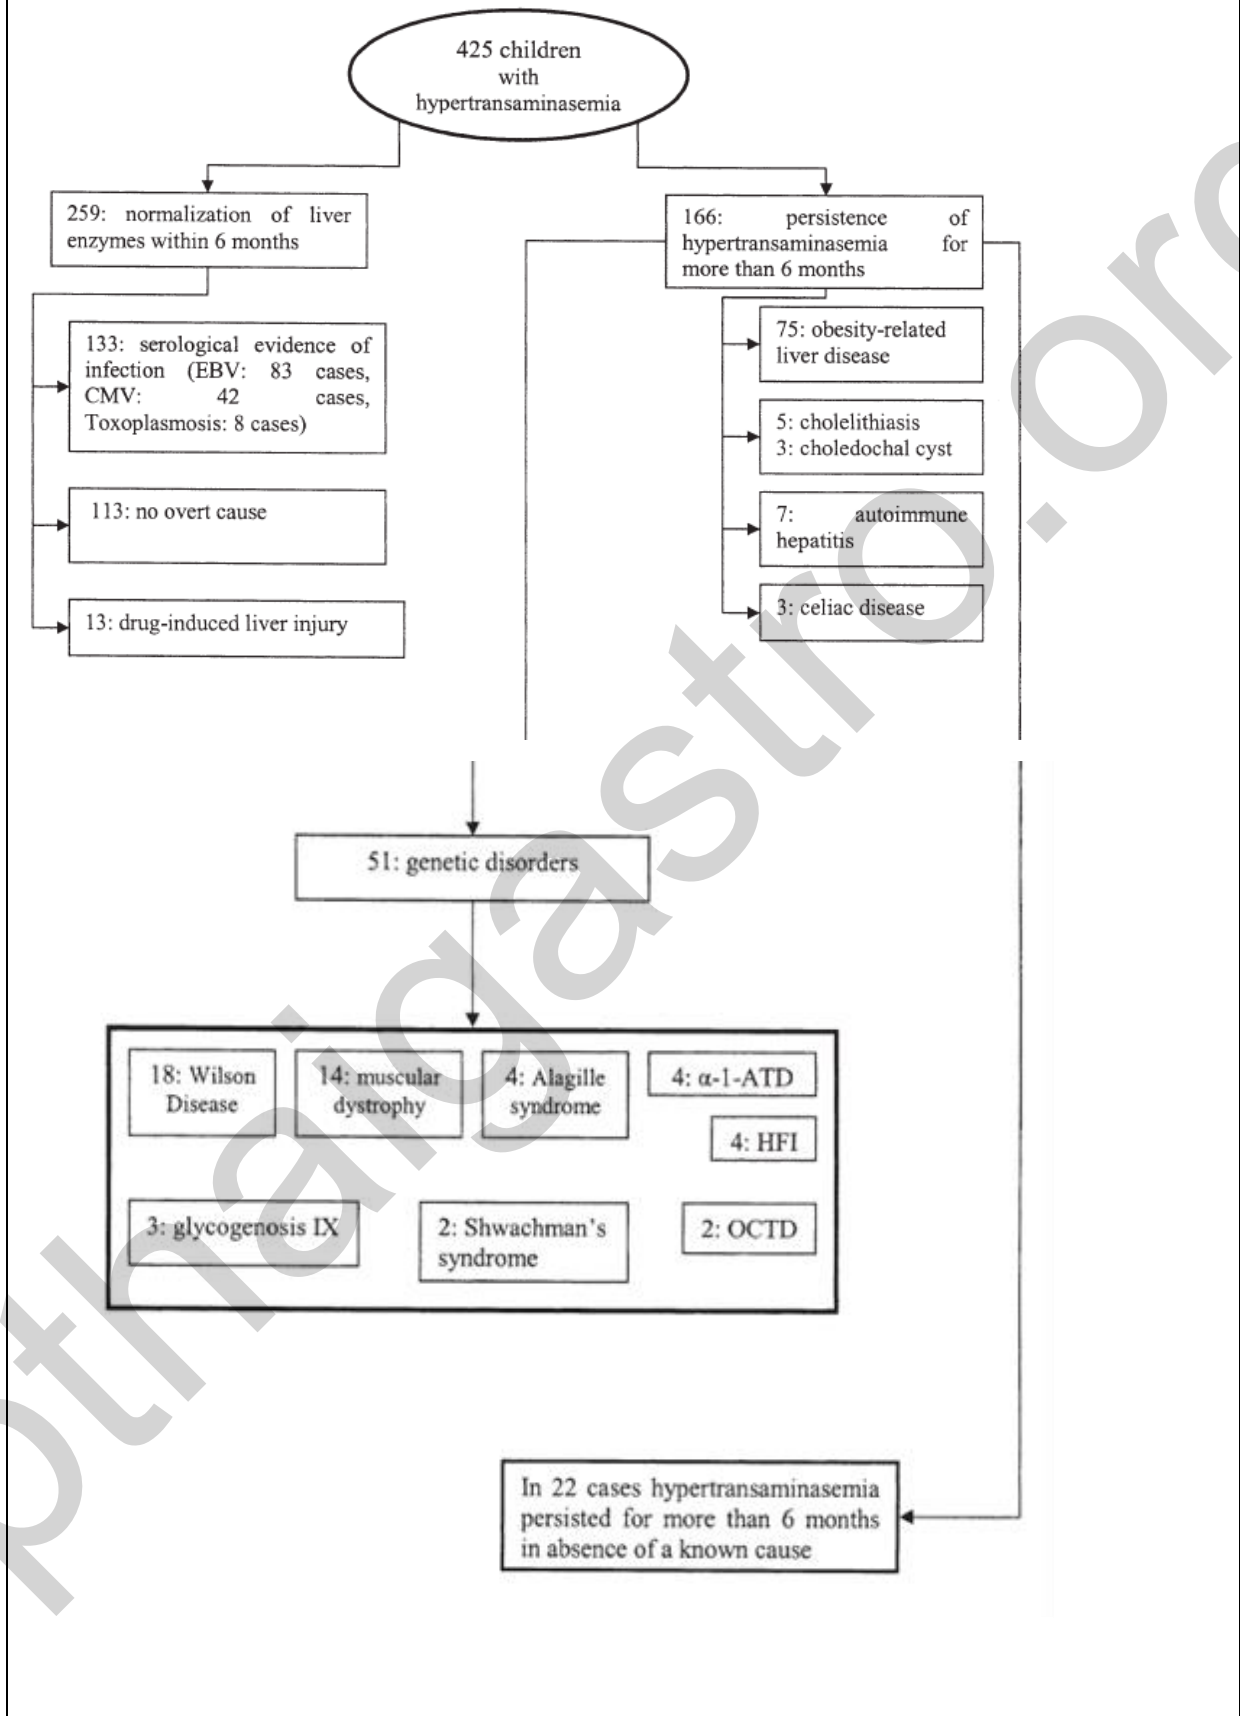 425 children
with
hypertransaminasemia
259: normalization of liver
enzymes within 6 months
166: persistence of
hypertransaminasemia for
more than 6 months
133: serological evidence of
infection (EBV: 83 cases,
CMV: 42 cases,
Toxoplasmosis: 8 cases)
113: no overt cause
13: drug-induced liver injury
75: obesity-related
liver disease
5: cholelithiasis
3: choledochal cyst
7: autoimmune
hepatitis
3: celiac disease
51: genetic disorders
18: Wilson
Disease
14: muscular
dystrophy
4: Alagille
syndrome
4: α-1-ATD
4: HFI
3: glycogenosis IX
2: Shwachman's
syndrome
2: OCTD
In 22 cases hypertransaminasemia
persisted for more than 6 months
in absence of a known cause
pthaigastro.or